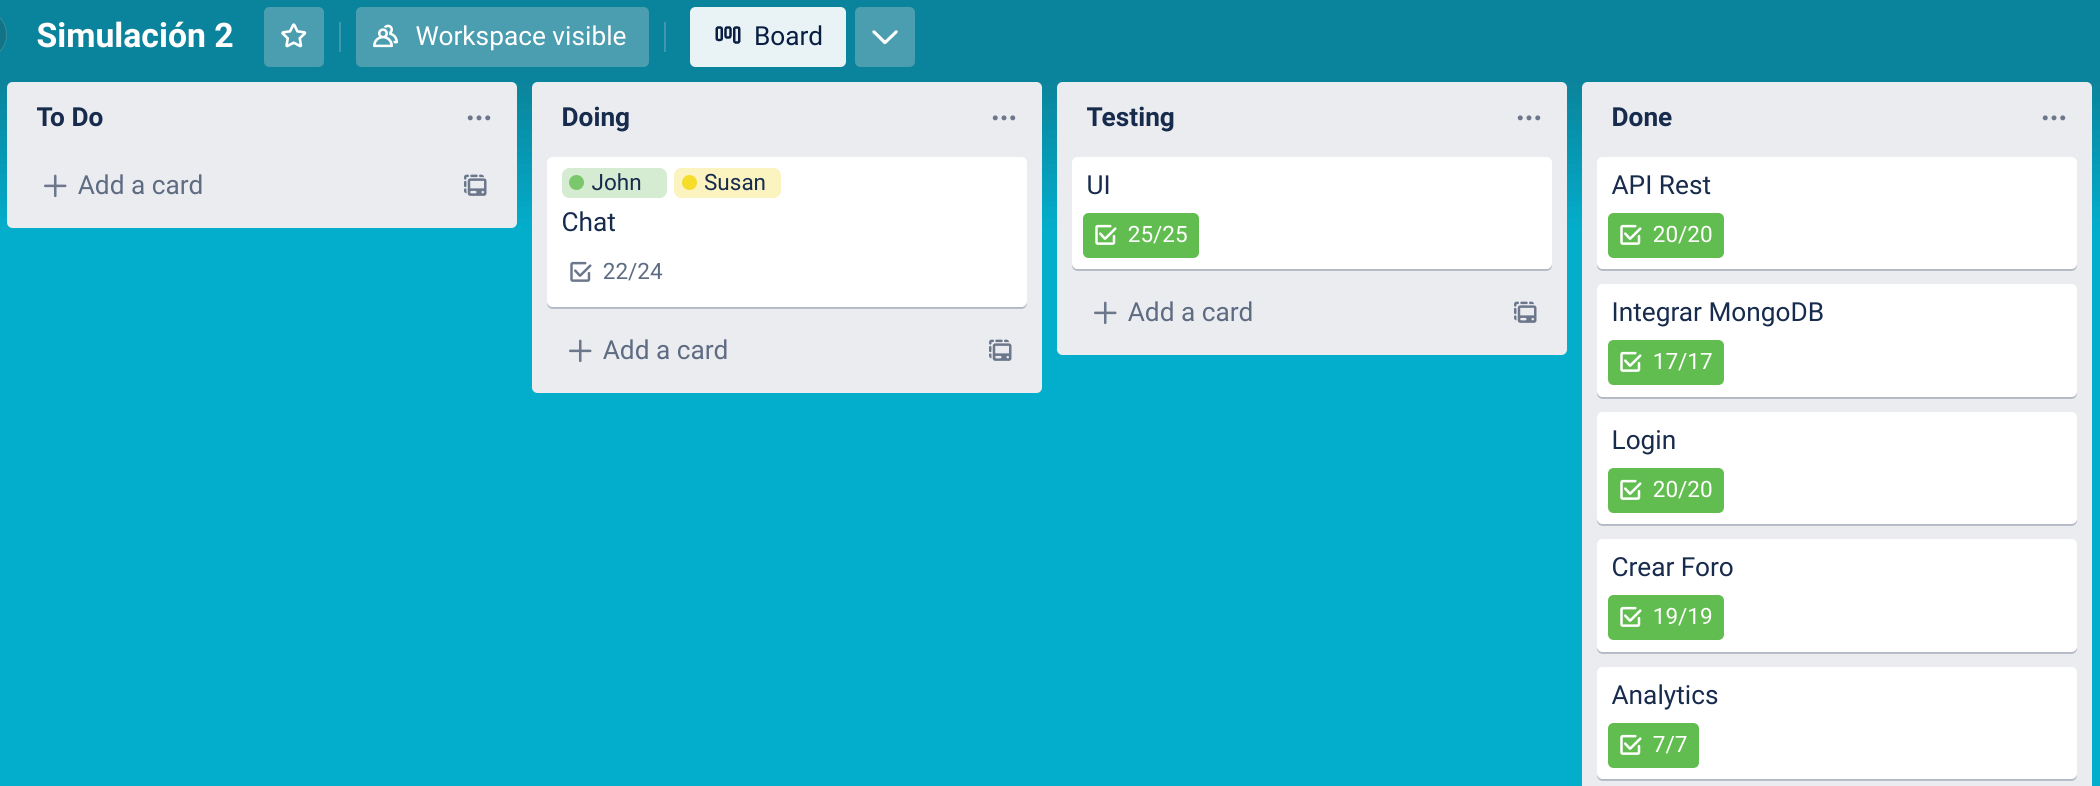 Simulación 2
Workspace visible
Board
To Do
Add a card
Doing
John
Susan
Chat
22/24
Add a card
Testing
UI
25/25
Add a card
Done
API Rest
20/20
Integrar MongoDB
17/17
Login
20/20
Crear Foro
19/19
Analytics
7/7